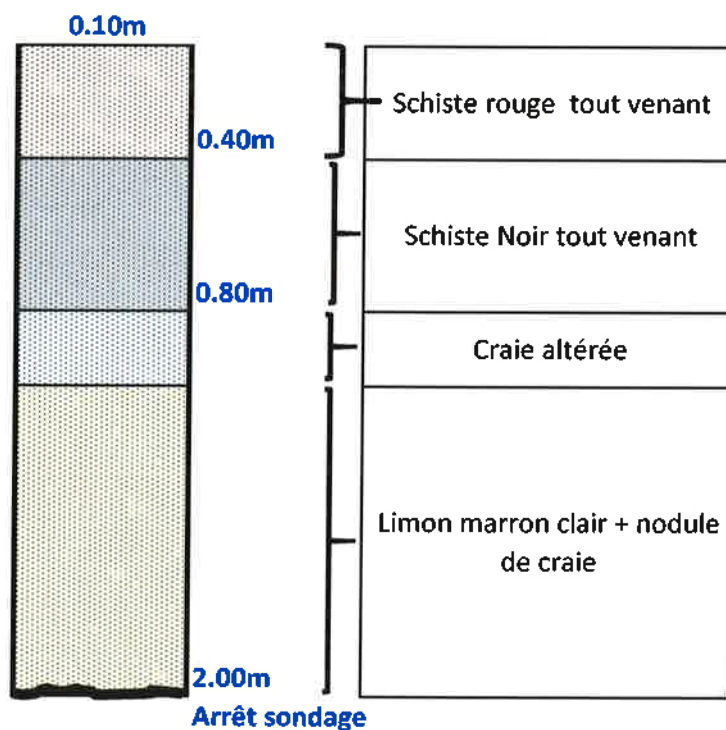 0.10m
Schiste rouge tout venant
0.40m
Schiste Noir tout venant
0.80m
Craie altérée
Limon marron clair + nodule
de craie
2.00m
Arrêt sondage